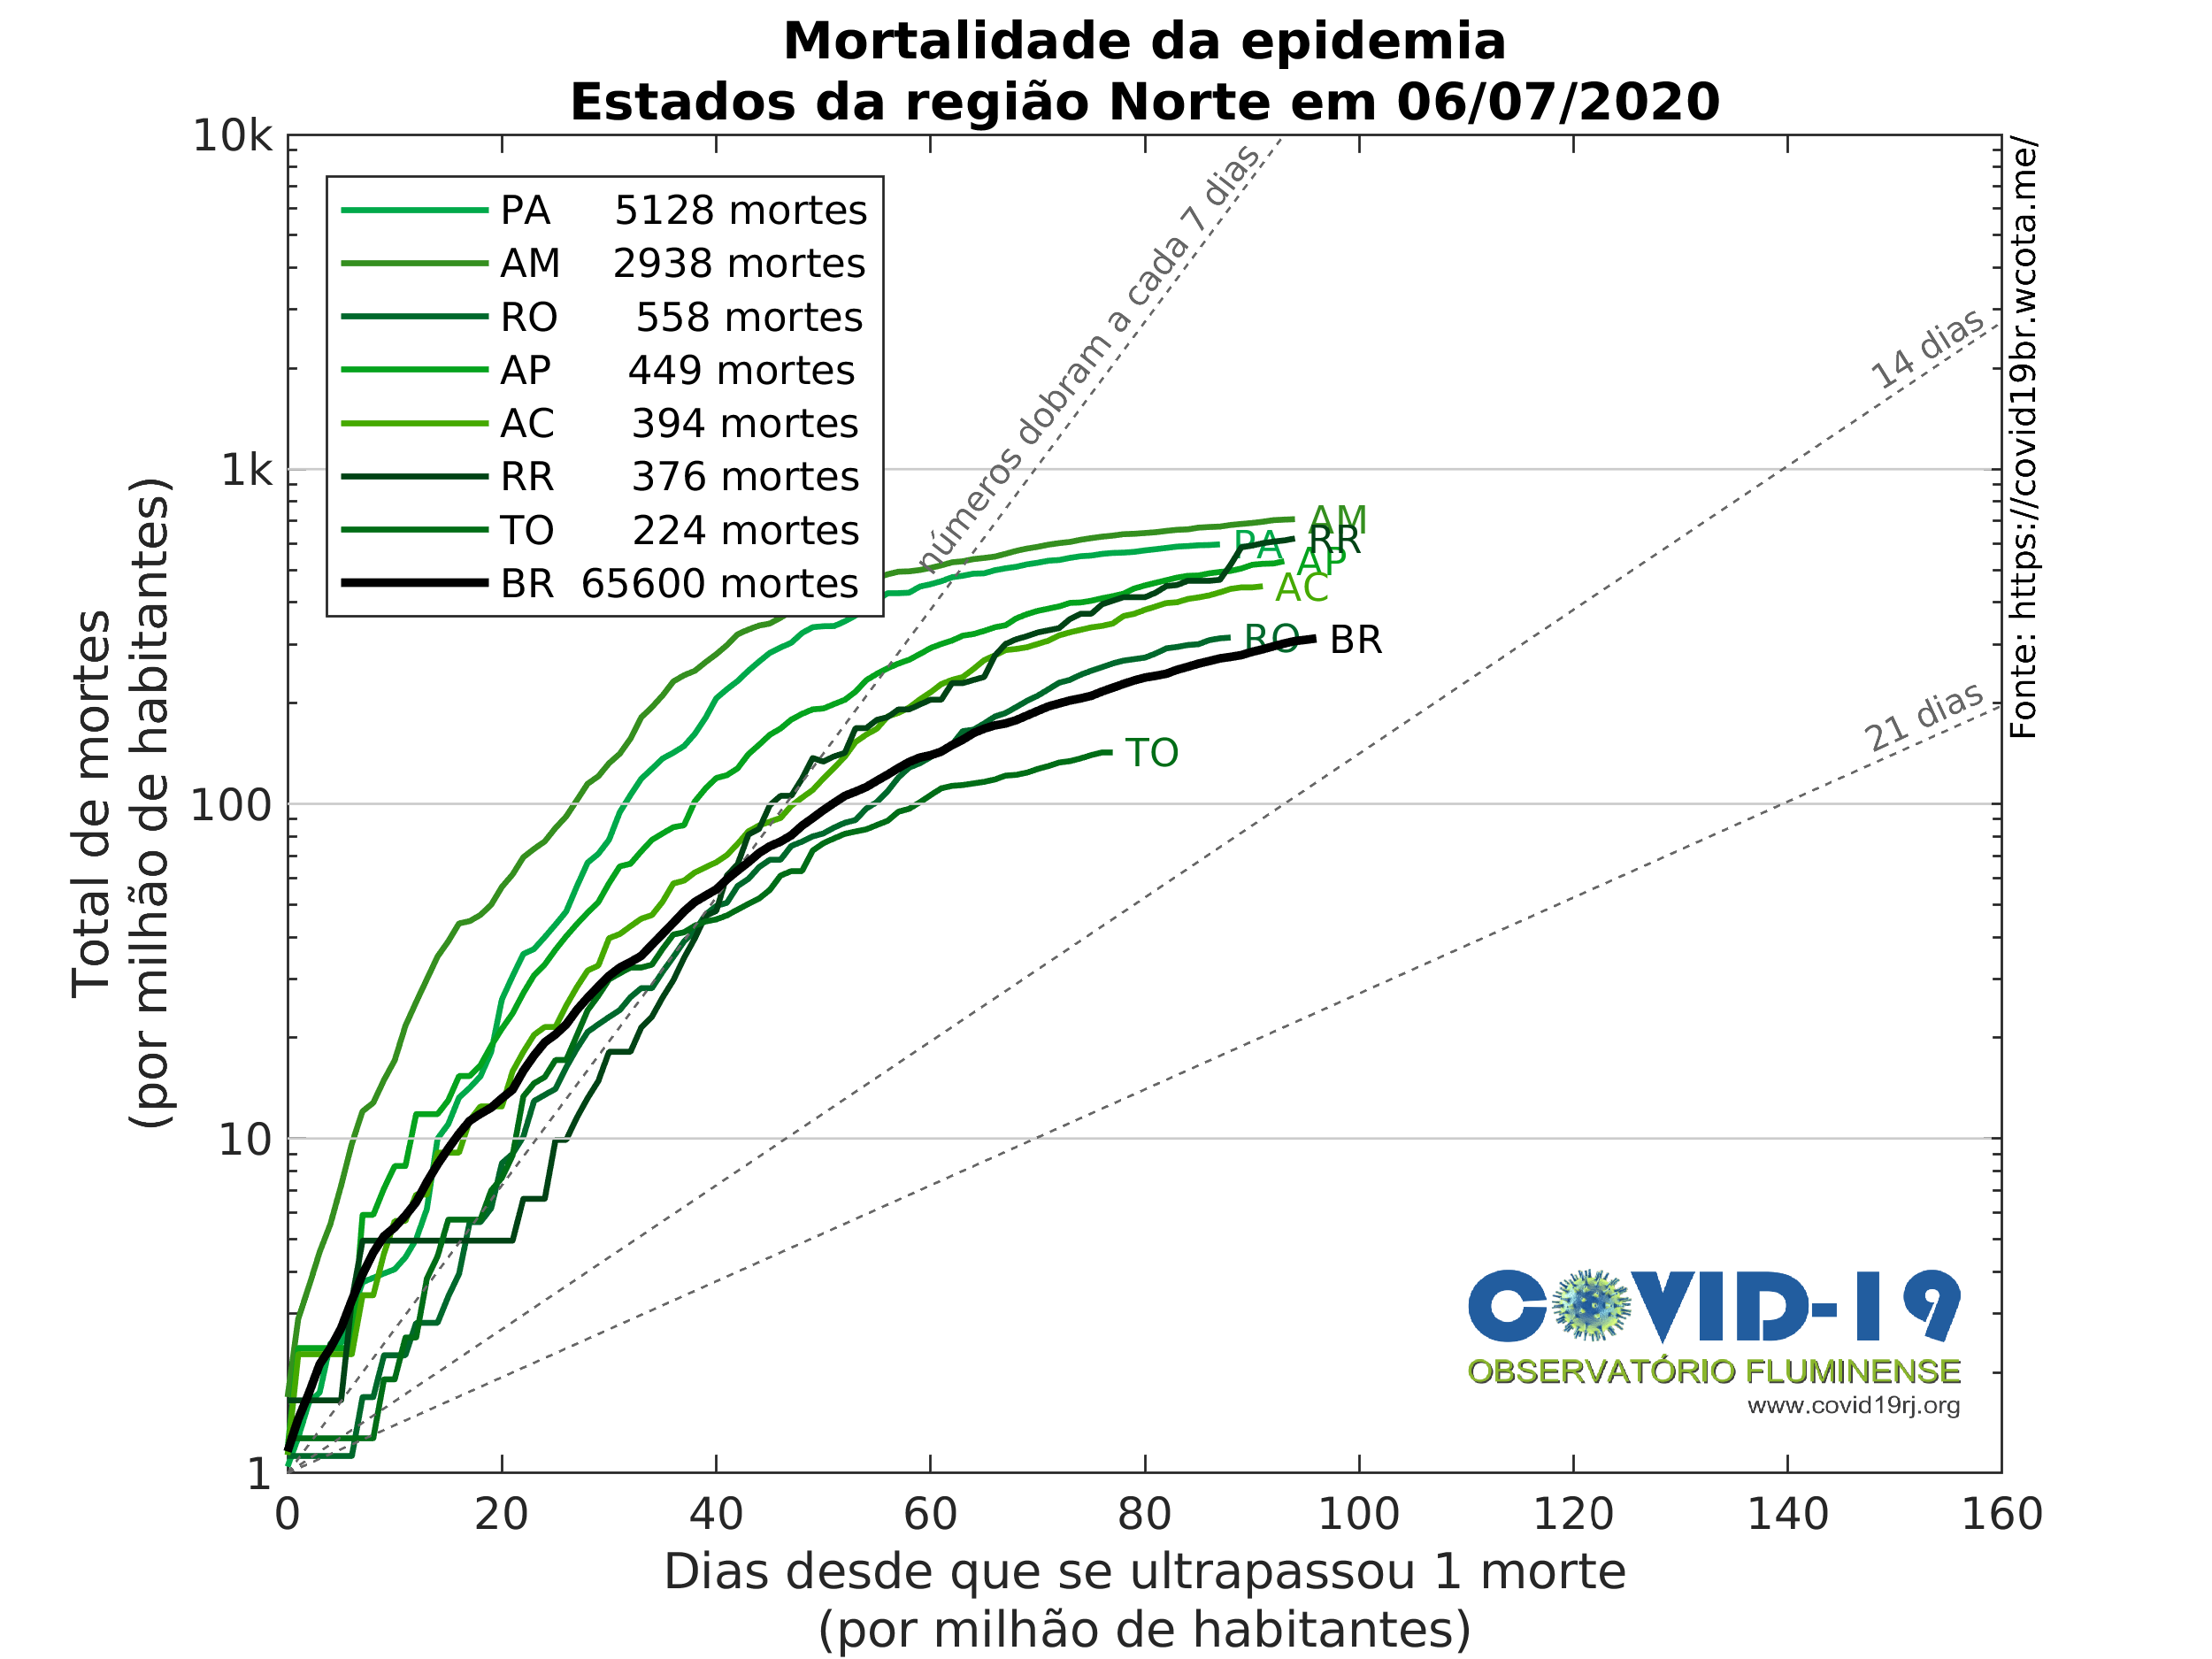 Mortalidade da epidemia
Estados da região Norte em 06/07/2020
10k
1k
100
10
1
Total de mortes
(por milhão de habitantes)
PA 5128 mortes
AM 2938 mortes
RO 558 mortes
AP 449 mortes
AC 394 mortes
RR 376 mortes
TO 224 mortes
BR 65600 mortes
números dobram a cada 7 dias
14 dias
21 dias
AM
RR
PA
AP
AC
RO
BR
TO
Fonte: https://covid19br.wcota.me/
COVID-19
OBSERVATÓRIO FLUMINENSE
www.covid19rj.org
0 20 40 60 80 100 120 140 160
Dias desde que se ultrapassou 1 morte
(por milhão de habitantes)